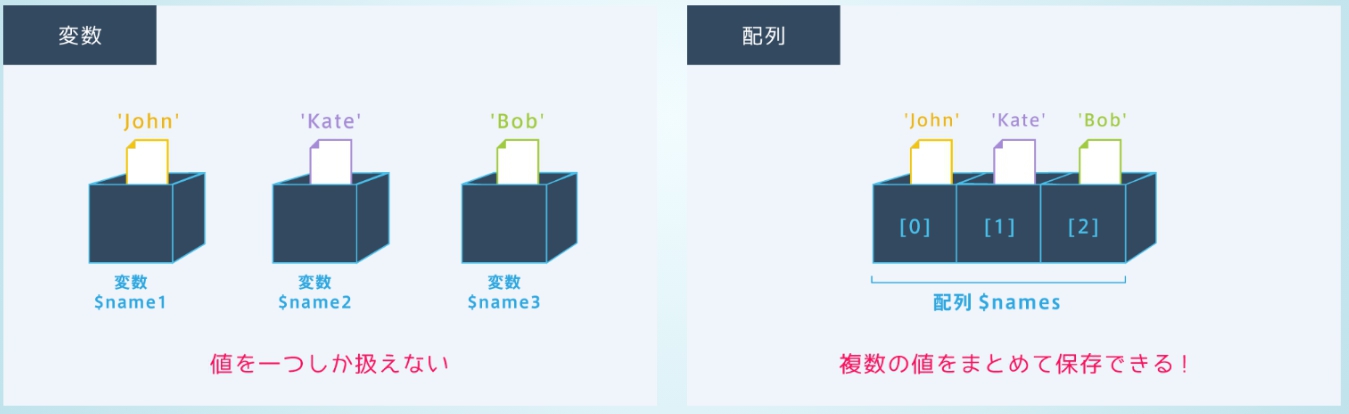 変数
'John'
'Kate'
'Bob'
変数
$name1
変数
$name2
変数
$name3
値を一つしか扱えない
配列
'John'
'Kate'
'Bob'
[0]
[1]
[2]
配列 $names
複数の値をまとめて保存できる！